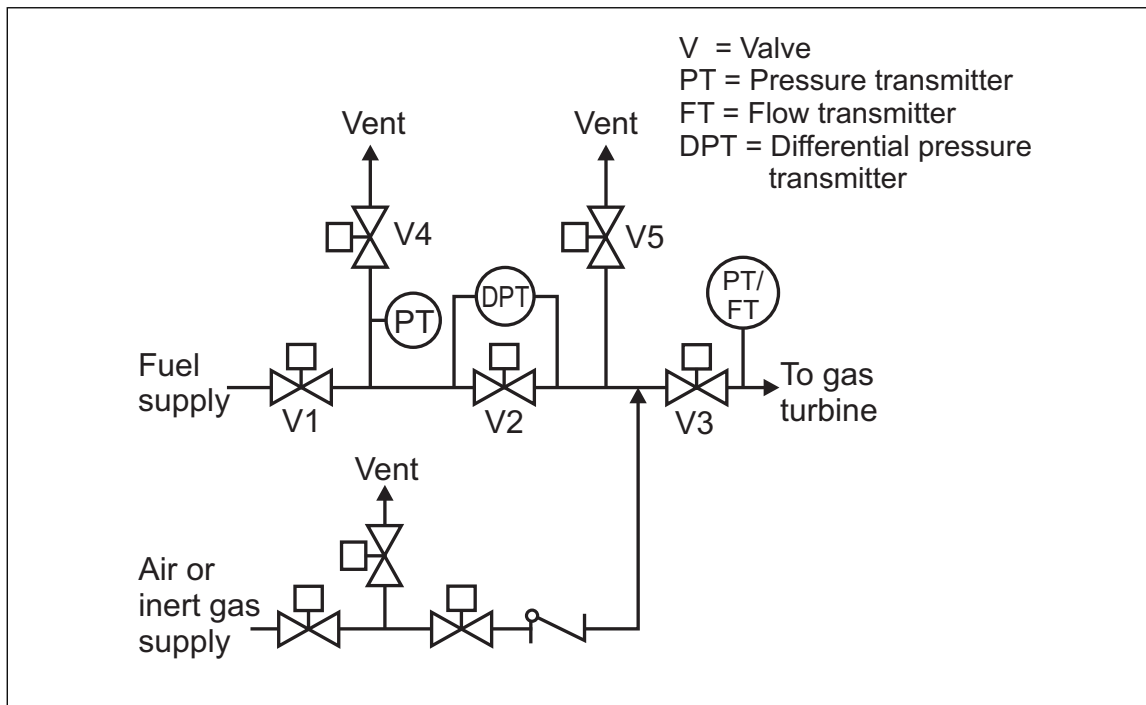 V = Valve
PT = Pressure transmitter
FT = Flow transmitter
DPT = Differential pressure
transmitter
Vent
Vent
V4
V5
DPT
PT/
FT
PT
Fuel
supply
To gas
turbine
V1
V2
V3
Vent
Air or
inert gas
supply